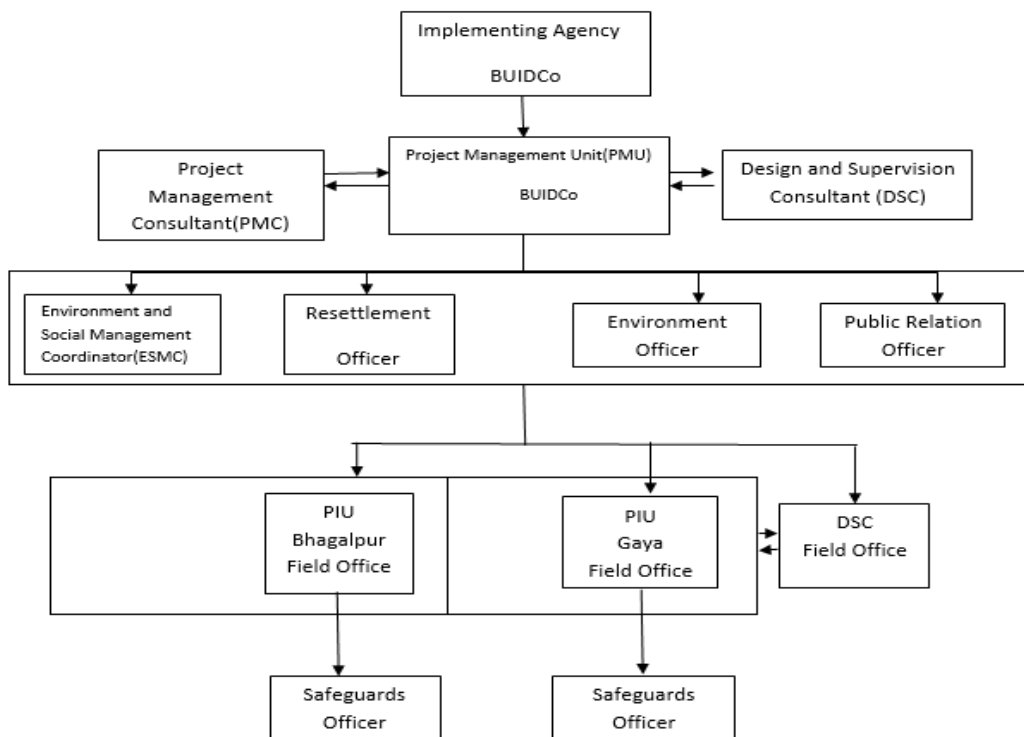 Implementing Agency
BUIDCo
Project Management Unit(PMU)
BUIDCo
Project
Management
Consultant(PMC)
Design and Supervision
Consultant (DSC)
Environment and
Social Management
Coordinator(ESMC)
Resettlement
Officer
Environment
Officer
Public Relation
Officer
PIU
Bhagalpur
Field Office
PIU
Gaya
Field Office
DSC
Field Office
Safeguards
Officer
Safeguards
Officer